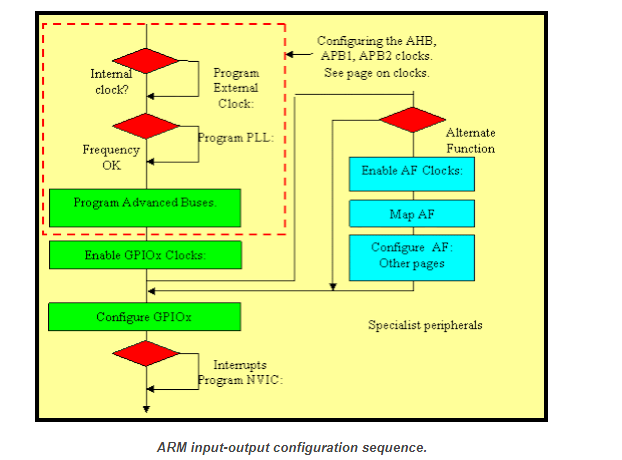 Configuring the AHB,
APB1, APB2 clocks.
See page on clocks.
Internal
clock?
Program
External
Clock:
Frequency
OK
Program PLL:
Program Advanced Buses.
Enable GPIOx Clocks:
Alternate
Function
Enable AF Clocks:
Map AF
Configure AF:
Other pages
Configure GPIOx
Specialist peripherals
Interrupts
Program NVIC:
ARM input-output configuration sequence.